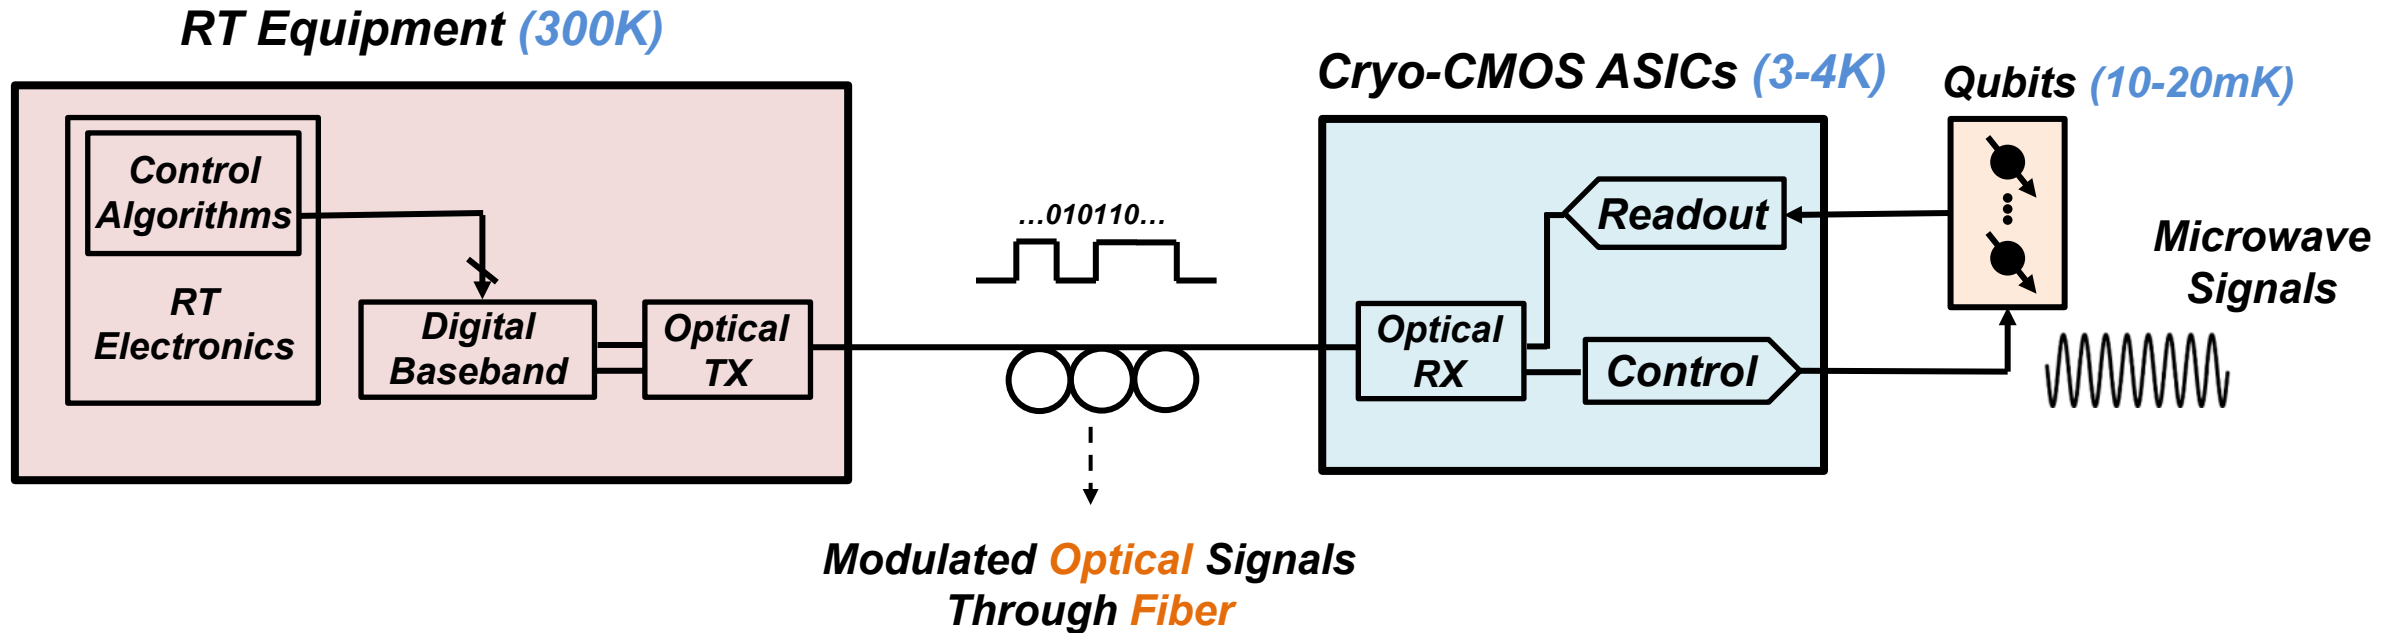 RT Equipment (300K)
Cryo-CMOS ASICs (3-4K)
Qubits (10-20mK)
Control
Algorithms
RT
Electronics
Digital
Baseband
Optical
TX
...010110...
Modulated Optical Signals
Through Fiber
Optical
RX
Readout
Control
Microwave
Signals